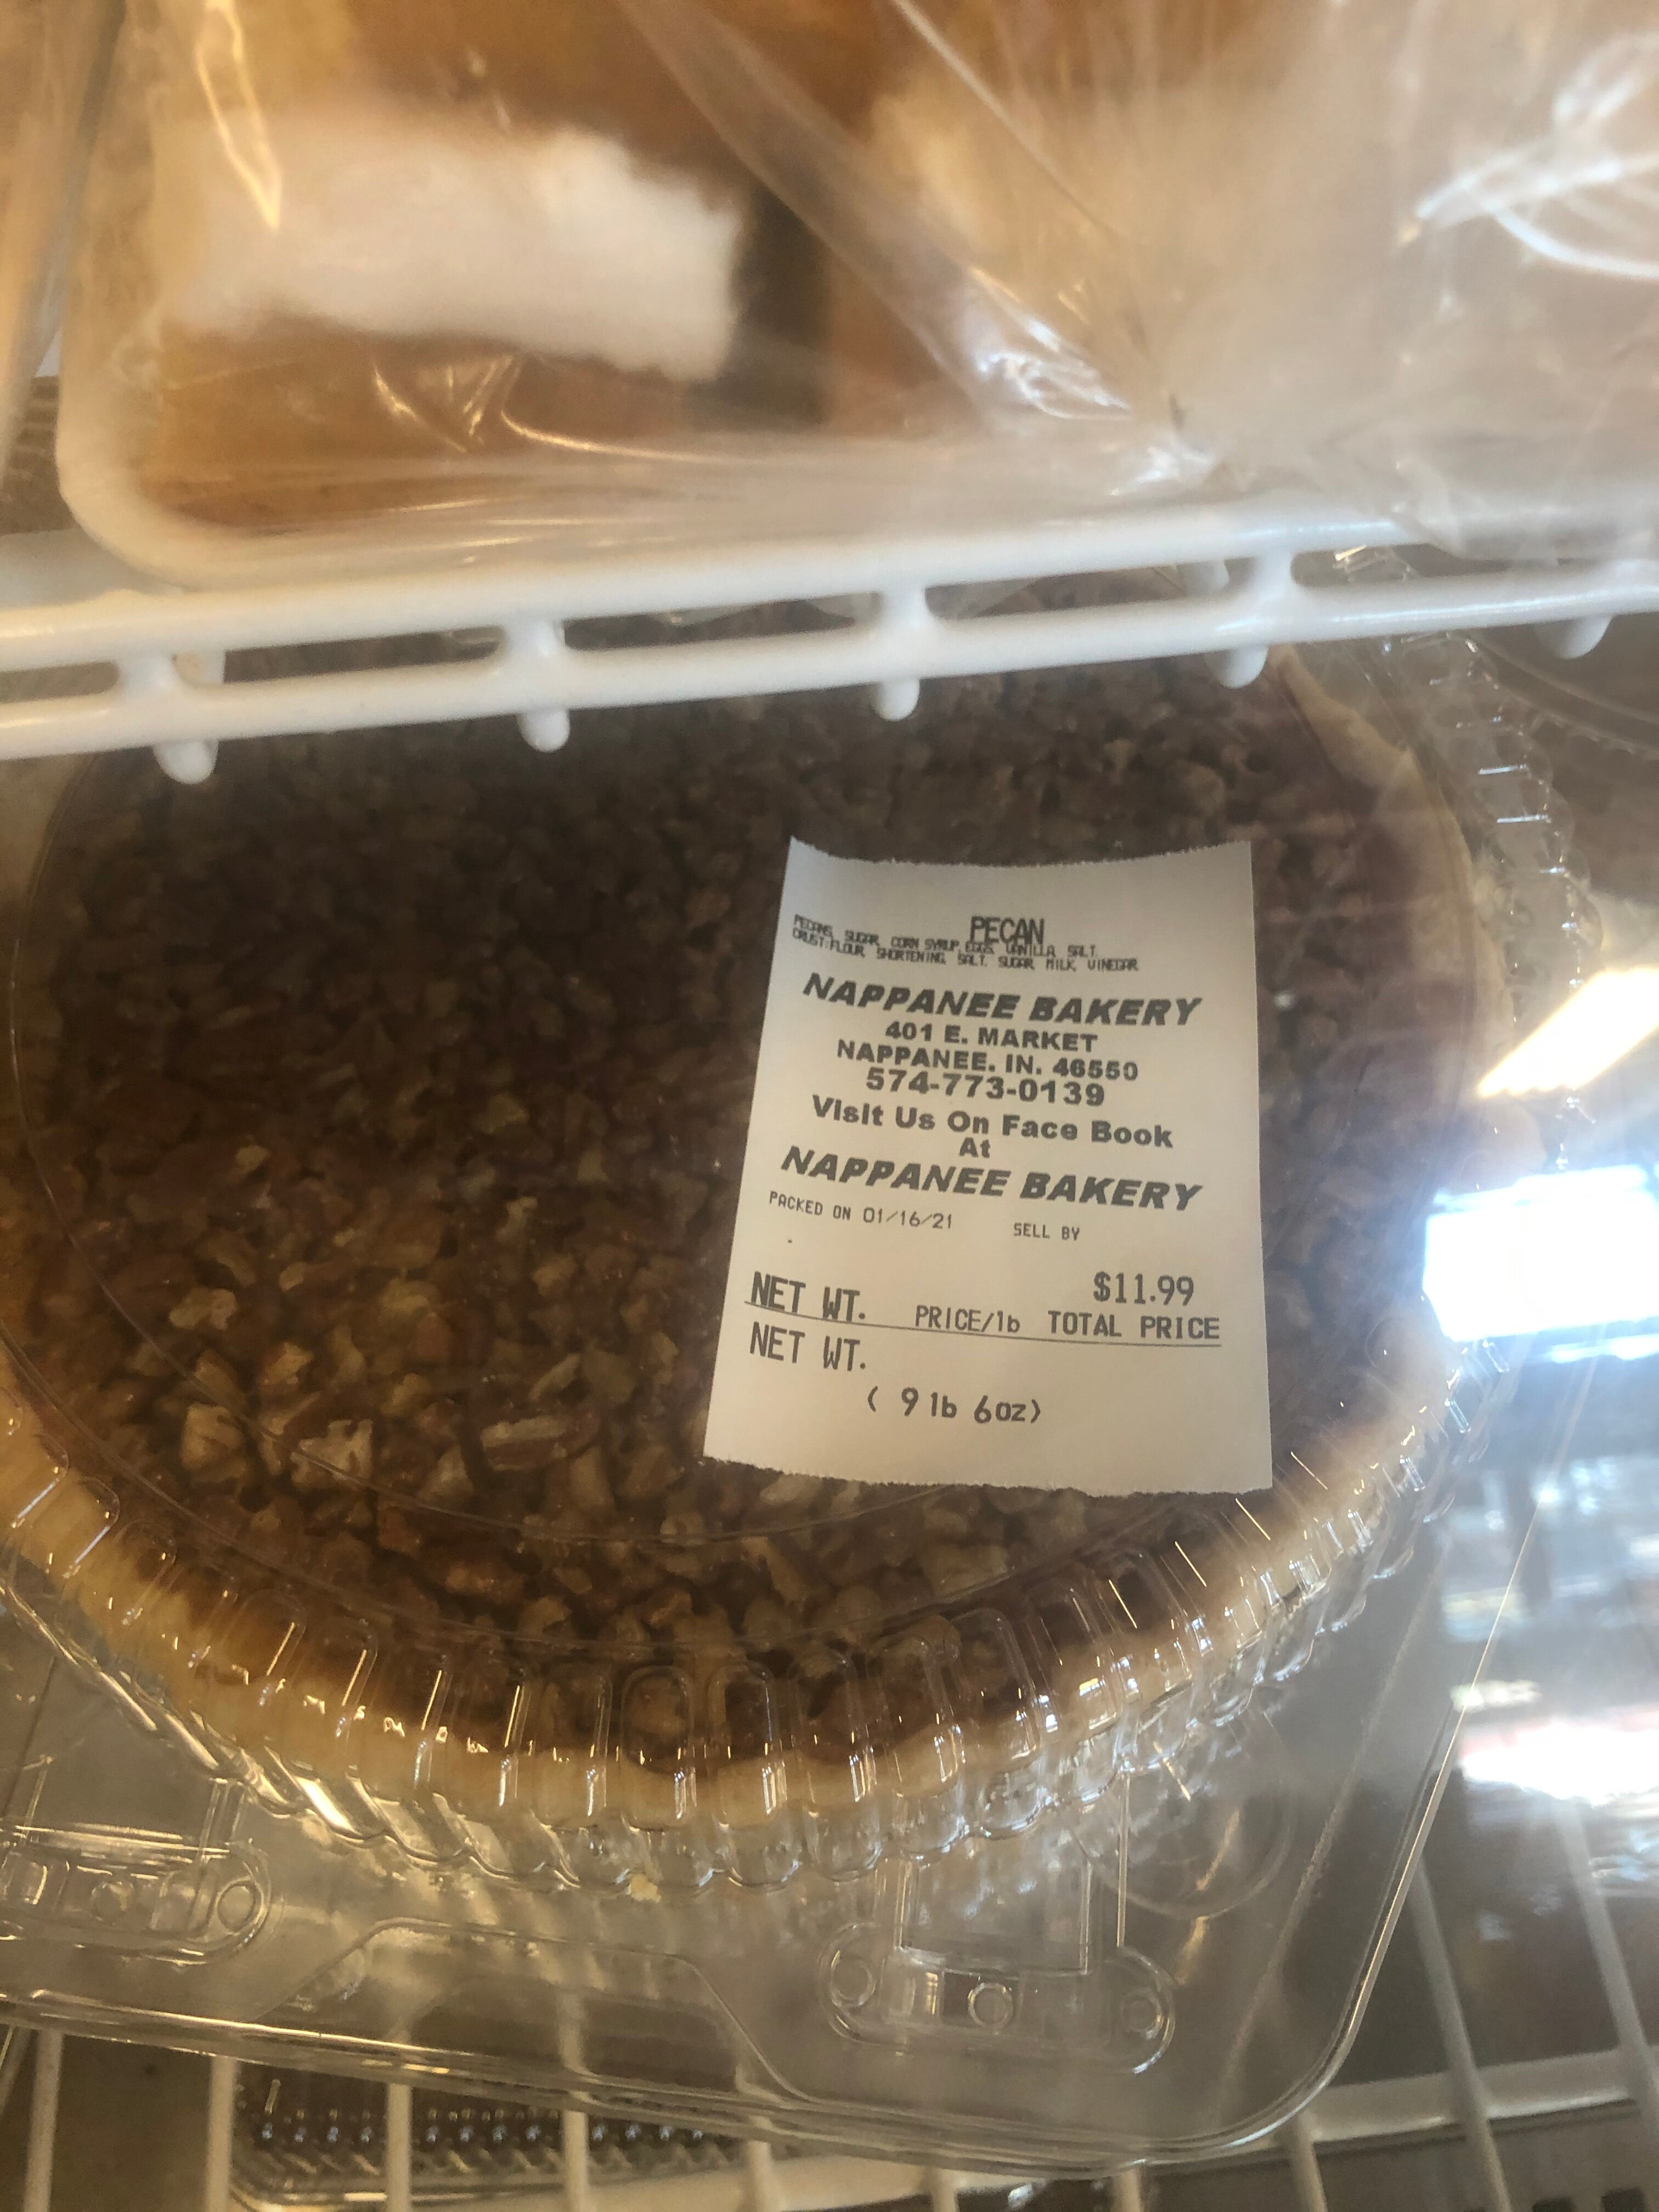 PECAN
PECANS, SUGAR, CORN SYRUP, EGGS, VANILLA, SALT.
CRUST:FLOUR, SHORTENING, SALT, SUGAR, MILK, VINEGAR
NAPPANEE BAKERY
401 E. MARKET
NAPPANEE, IN. 46550
574-773-0139
Visit Us On Face Book
At
NAPPANEE BAKERY
PACKED ON 01/16/21 SELL BY
$11.99
NET WT. PRICE/lb TOTAL PRICE
NET WT.
( 9 lb 6oz)